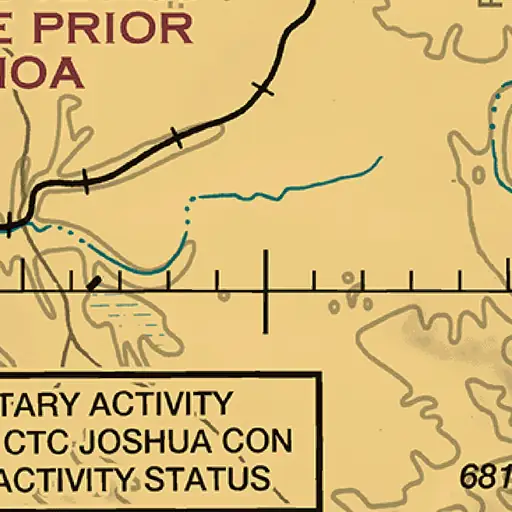 E PRIOR
NOA
TARY ACTIVITY
CTC JOSHUA CON
ACTIVITY STATUS
681